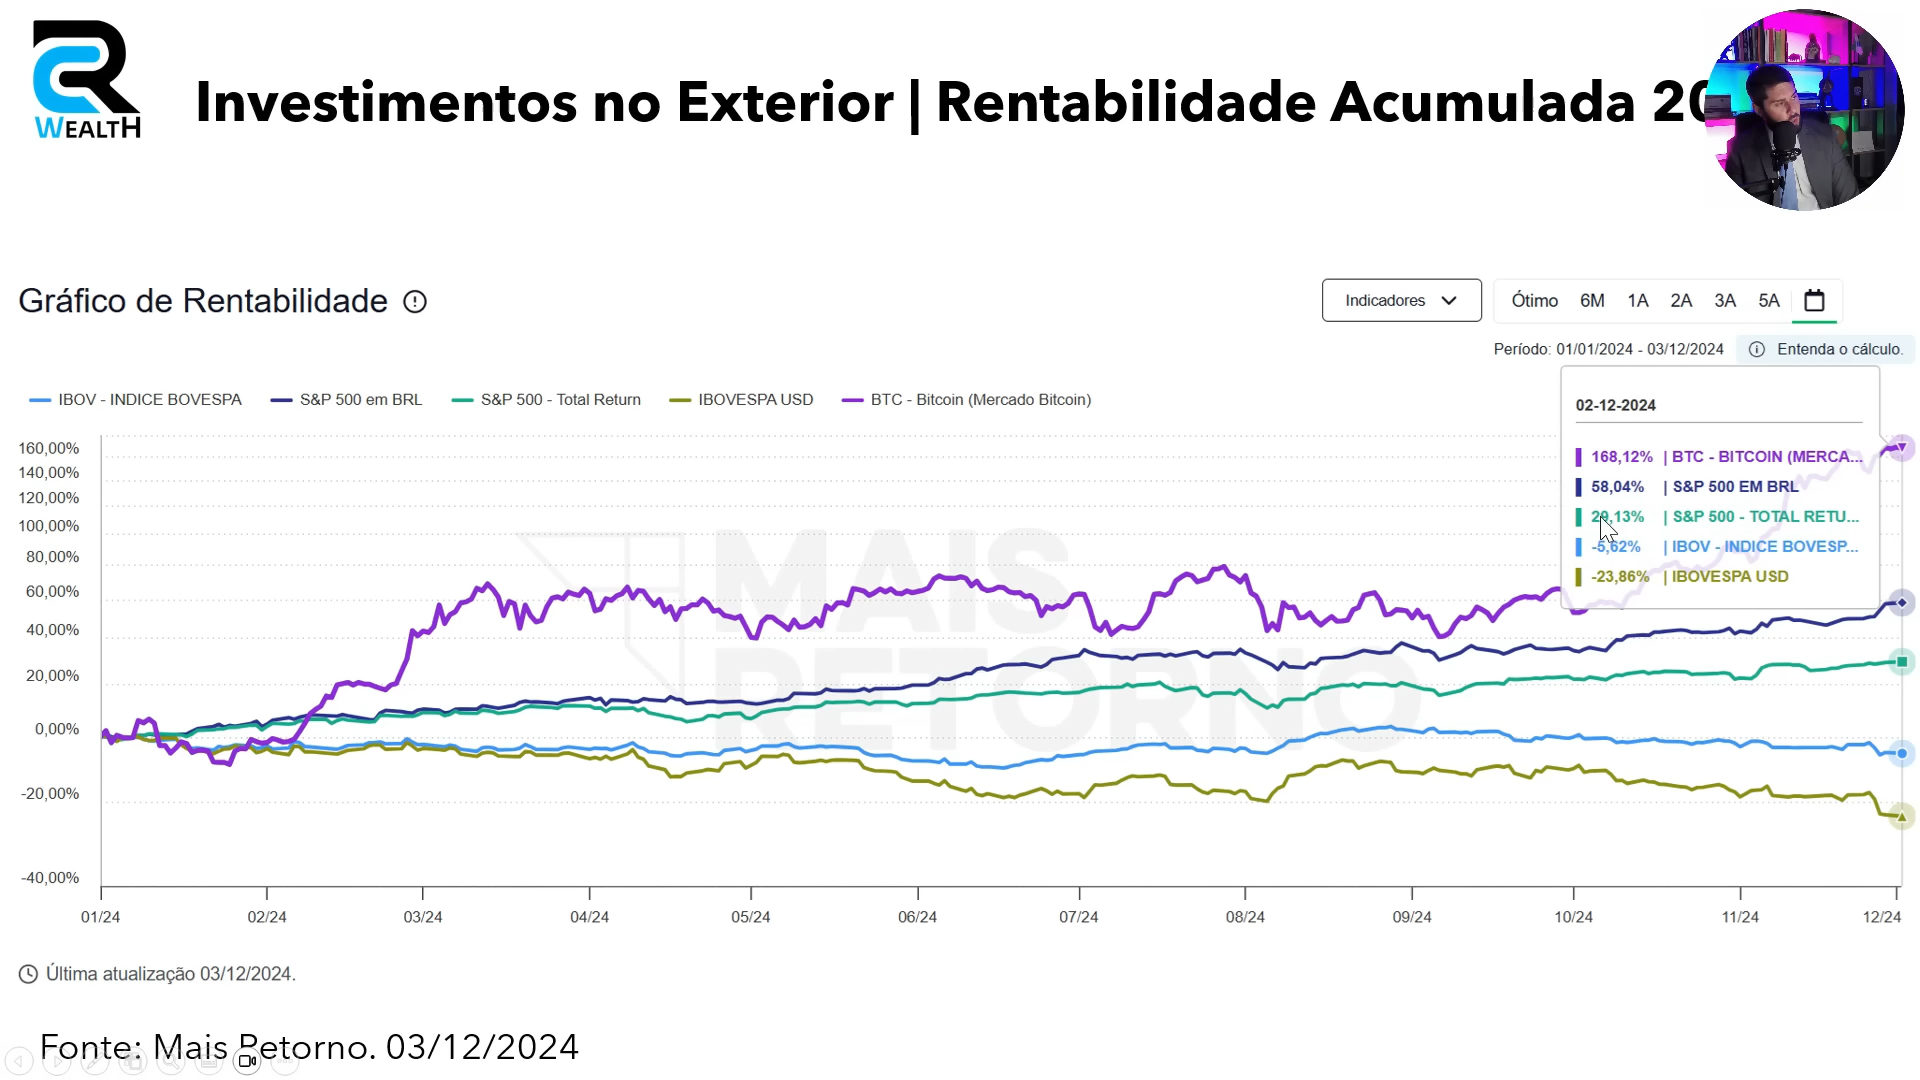 WEALTH
Investimentos no Exterior | Rentabilidade Acumulada 20
Gráfico de Rentabilidade
Indicadores
Ótimo 6M 1A 2A 3A 5A
Período: 01/01/2024 - 03/12/2024
Entenda o cálculo.
IBOV - INDICE BOVESPA
S&P 500 em BRL
S&P 500 - Total Return
IBOVESPA USD
BTC - Bitcoin (Mercado Bitcoin)
02-12-2024
168,12% | BTC - BITCOIN (MERCA...
58,04% | S&P 500 EM BRL
29,13% | S&P 500 - TOTAL RETU...
-5,62% | IBOV - INDICE BOVESP...
-23,86% | IBOVESPA USD
160,00%
140,00%
120,00%
100,00%
80,00%
60,00%
40,00%
20,00%
0,00%
-20,00%
-40,00%
MAIS
RETORNO
01/24 02/24 03/24 04/24 05/24 06/24 07/24 08/24 09/24 10/24 11/24 12/24
Última atualização 03/12/2024.
Fonte: Mais Retorno. 03/12/2024